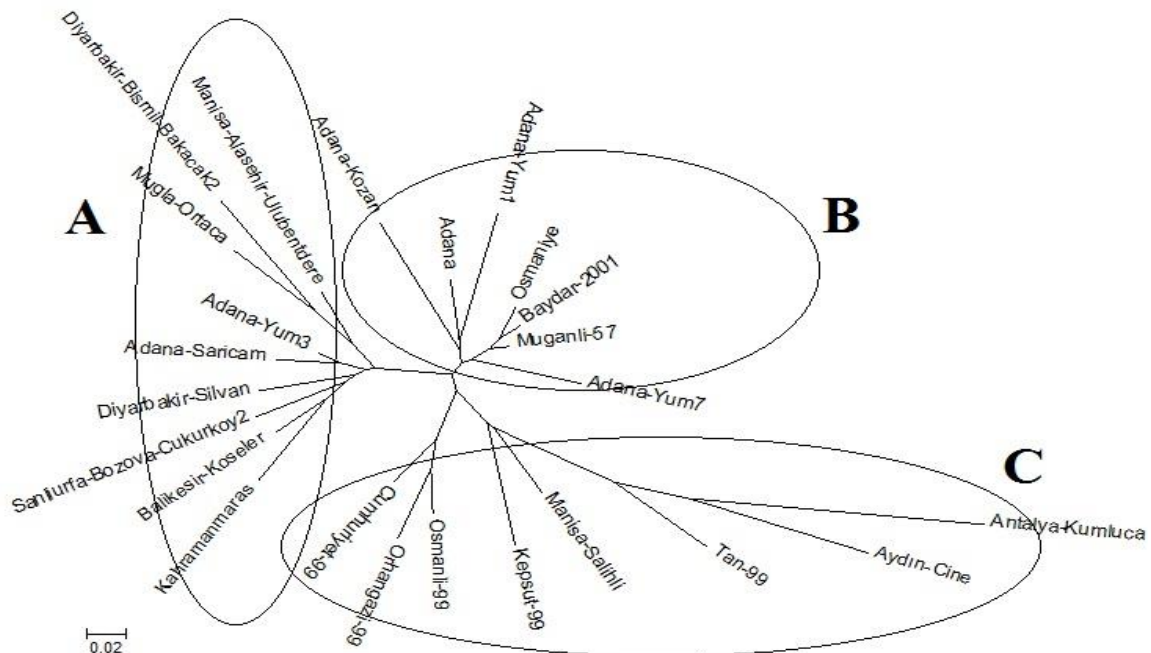 Diyarbakir-Bismil-Bakacak2
Manisa-Alasehir-Ulubentdere
Mugla-Ortaca
Adana-Yum3
Adana-Saricam
Diyarbakir-Silvan
Sanliurfa-Bozova-Cukurkoy2
Balikesir-Koseler
Kahramanmaras
A
Adana-Kozan
Adana
Adana-Yum1
Osmaniye
Baydar-2001
Muganli-57
Adana-Yum7
B
Cumhuriyet-99
Orhangazi-99
Osmanli-99
Kepsut-99
Manisa-Salihli
Tan-99
Aydın-Cine
Antalya-Kumluca
C
0.02